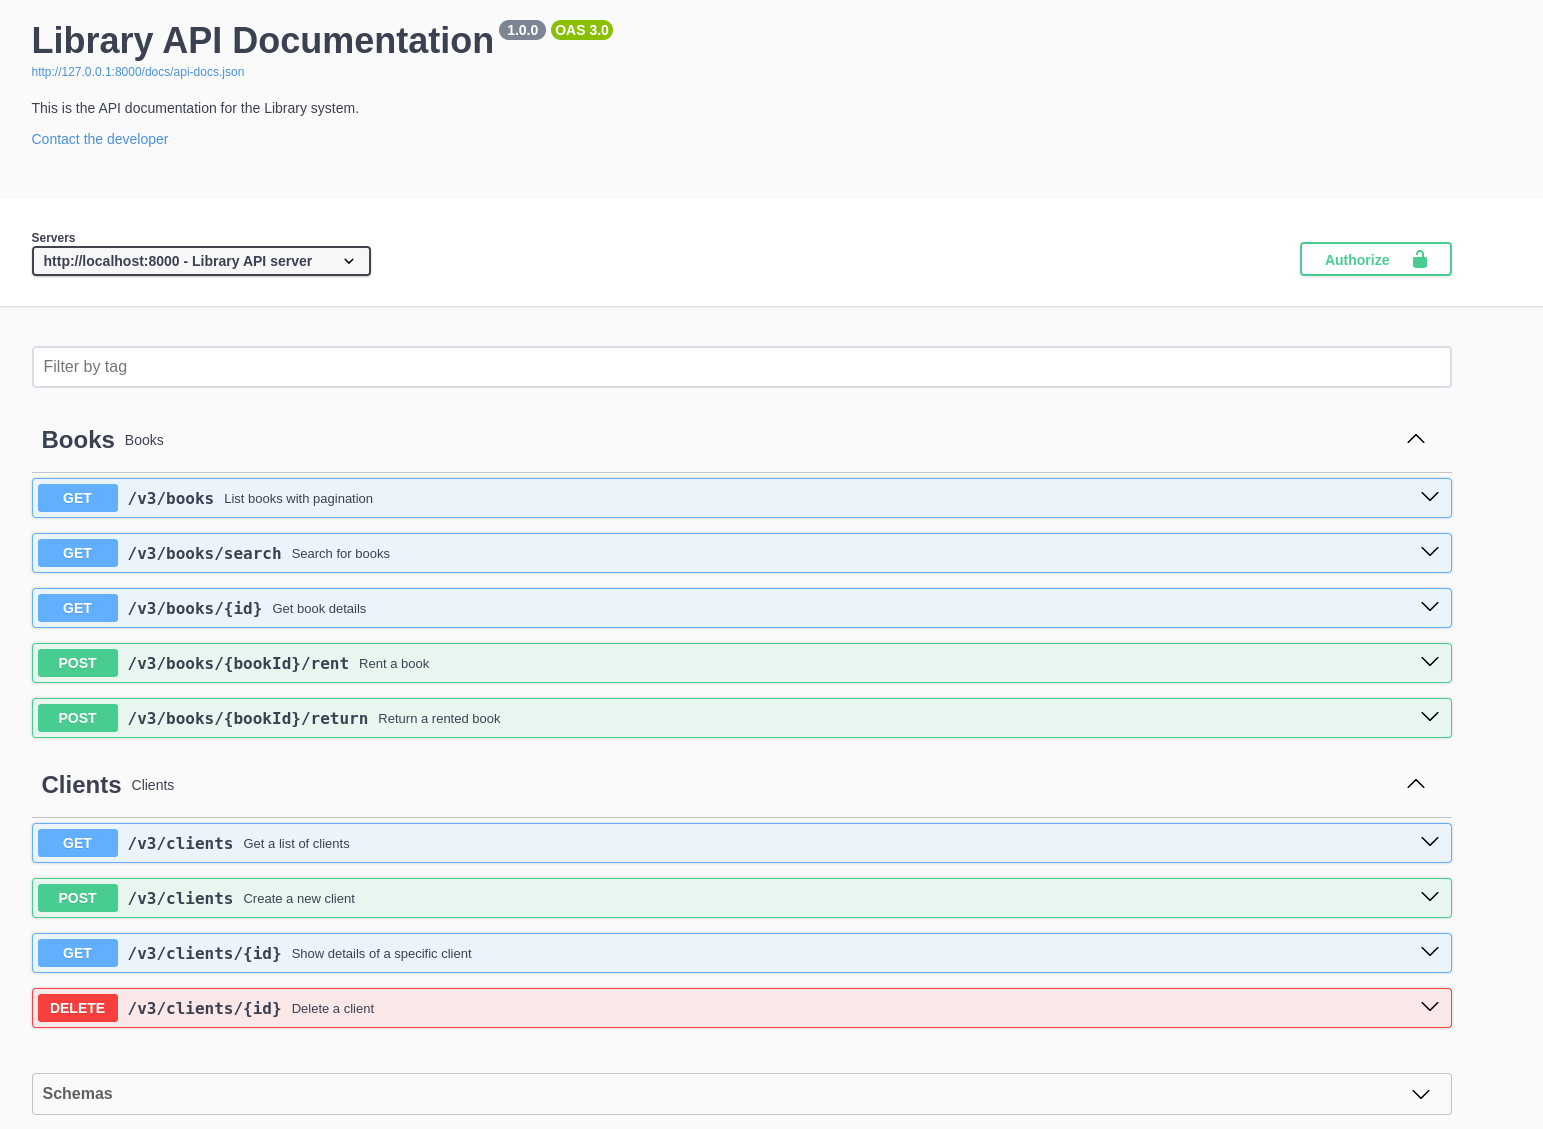 Library API Documentation 1.0.0 OAS 3.0
http://127.0.0.1:8000/docs/api-docs.json
This is the API documentation for the Library system.
Contact the developer
Servers
http://localhost:8000 - Library API server
Authorize
Filter by tag
Books Books
GET /v3/books List books with pagination
GET /v3/books/search Search for books
GET /v3/books/{id} Get book details
POST /v3/books/{bookId}/rent Rent a book
POST /v3/books/{bookId}/return Return a rented book
Clients Clients
GET /v3/clients Get a list of clients
POST /v3/clients Create a new client
GET /v3/clients/{id} Show details of a specific client
DELETE /v3/clients/{id} Delete a client
Schemas